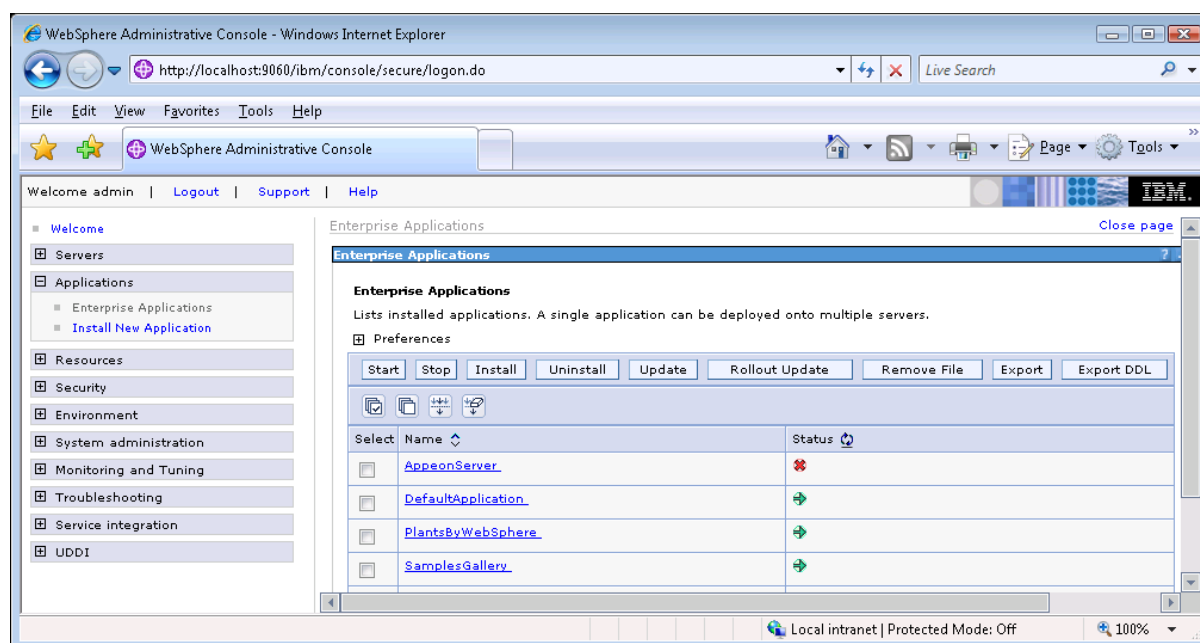 WebSphere Administrative Console - Windows Internet Explorer
http://localhost:9060/ibm/console/secure/logon.do
Live Search
File Edit View Favorites Tools Help
WebSphere Administrative Console
Page
Tools
Welcome admin | Logout | Support | Help
IBM.
Welcome
Servers
Applications
Enterprise Applications
Install New Application
Resources
Security
Environment
System administration
Monitoring and Tuning
Troubleshooting
Service integration
UDDI
Enterprise Applications
Close page
Enterprise Applications
?
Enterprise Applications
Lists installed applications. A single application can be deployed onto multiple servers.
Preferences
Start Stop Install Uninstall Update Rollout Update Remove File Export Export DDL
Select Name Status
AppeonServer
DefaultApplication
PlantsByWebSphere
SamplesGallery
Local intranet | Protected Mode: Off
100%